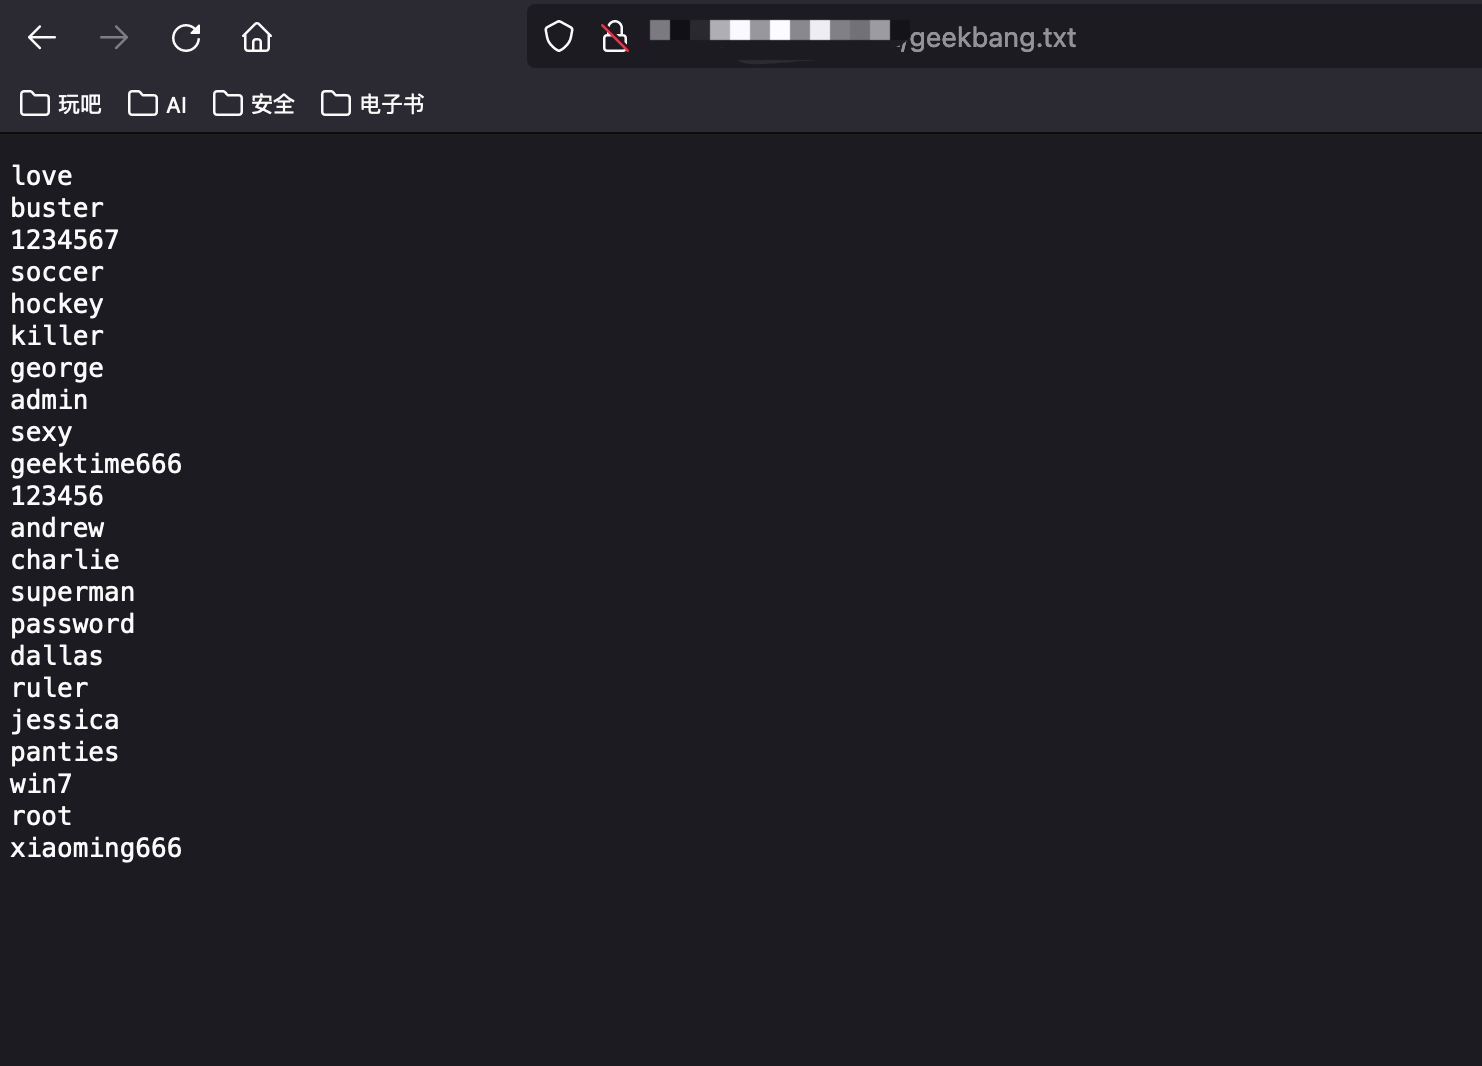 /geekbang.txt
玩吧 AI 安全 电子书
love
buster
1234567
soccer
hockey
killer
george
admin
sexy
geektime666
123456
andrew
charlie
superman
password
dallas
ruler
jessica
panties
win7
root
xiaoming666